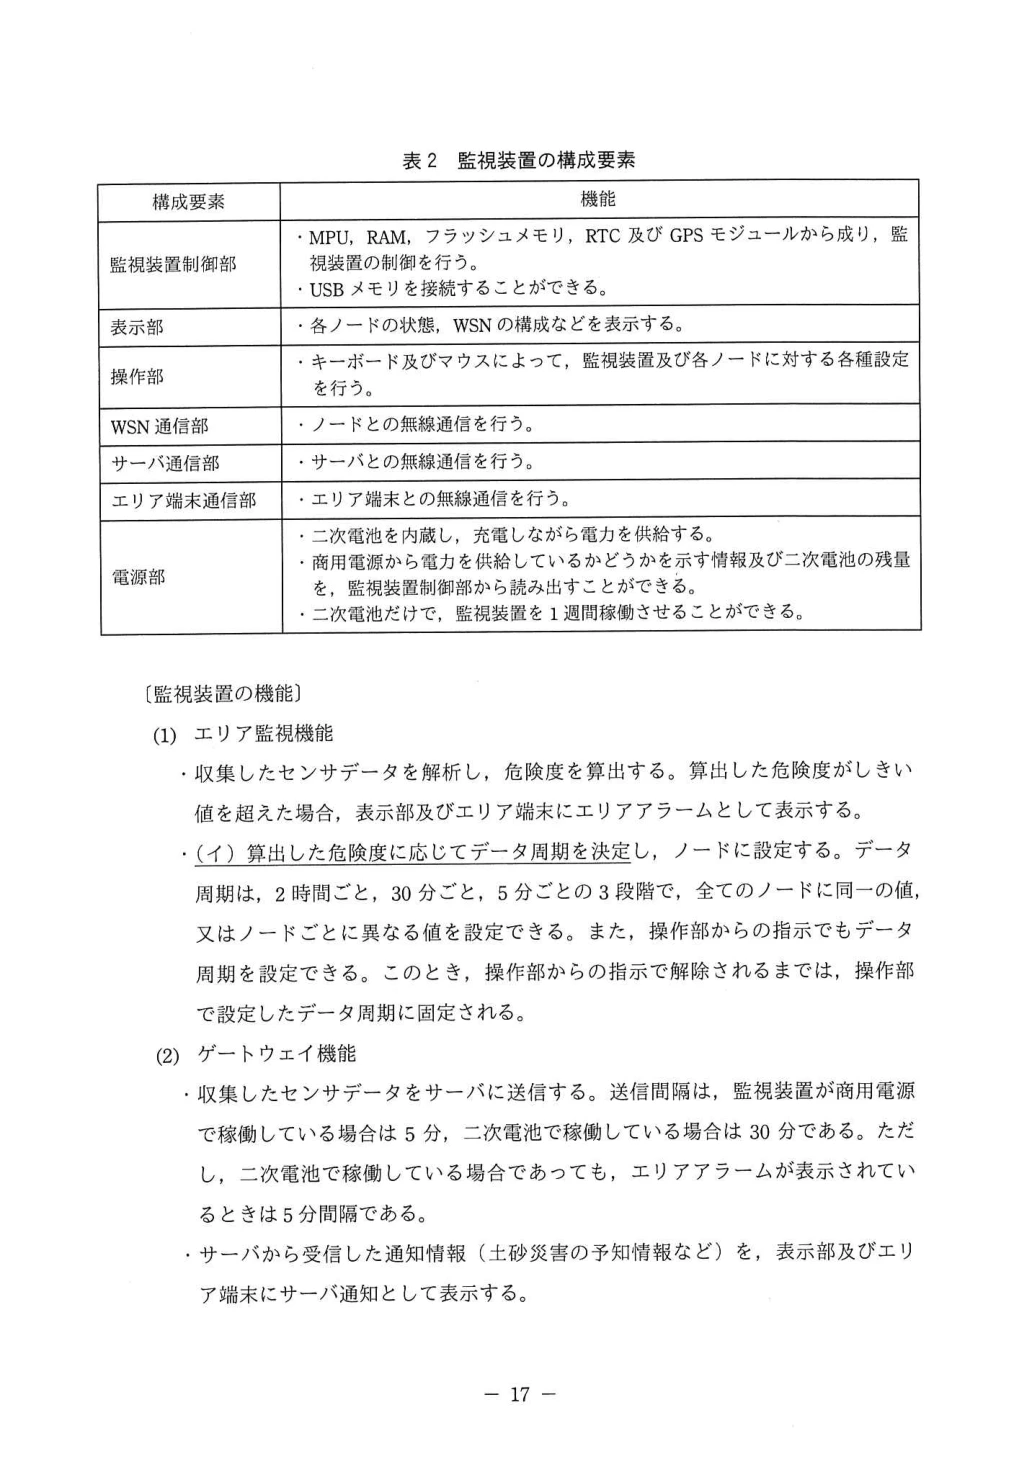 表2 監視装置の構成要素
構成要素 機能
監視装置制御部
・MPU，RAM，フラッシュメモリ，RTC 及び GPS モジュールから成り，監
視装置の制御を行う。
・USB メモリを接続することができる。
表示部 ・各ノードの状態，WSN の構成などを表示する。
操作部
・キーボード及びマウスによって，監視装置及び各ノードに対する各種設定
を行う。
WSN 通信部 ・ノードとの無線通信を行う。
サーバ通信部 ・サーバとの無線通信を行う。
エリア端末通信部 ・エリア端末との無線通信を行う。
電源部
・二次電池を内蔵し，充電しながら電力を供給する。
・商用電源から電力を供給しているかどうかを示す情報及び二次電池の残量
を，監視装置制御部から読み出すことができる。
・二次電池だけで，監視装置を 1 週間稼働させることができる。
〔監視装置の機能〕
(1) エリア監視機能
・収集したセンサデータを解析し，危険度を算出する。算出した危険度がしきい
値を超えた場合，表示部及びエリア端末にエリアアラームとして表示する。
・（イ）算出した危険度に応じてデータ周期を決定し，ノードに設定する。データ
周期は，2 時間ごと，30 分ごと，5 分ごとの 3 段階で，全てのノードに同一の値，
又はノードごとに異なる値を設定できる。また，操作部からの指示でもデータ
周期を設定できる。このとき，操作部からの指示で解除されるまでは，操作部
で設定したデータ周期に固定される。
(2) ゲートウェイ機能
・収集したセンサデータをサーバに送信する。送信間隔は，監視装置が商用電源
で稼働している場合は 5 分，二次電池で稼働している場合は 30 分である。ただ
し，二次電池で稼働している場合であっても，エリアアラームが表示されてい
るときは 5 分間隔である。
・サーバから受信した通知情報（土砂災害の予知情報など）を，表示部及びエリ
ア端末にサーバ通知として表示する。
－ 17 －